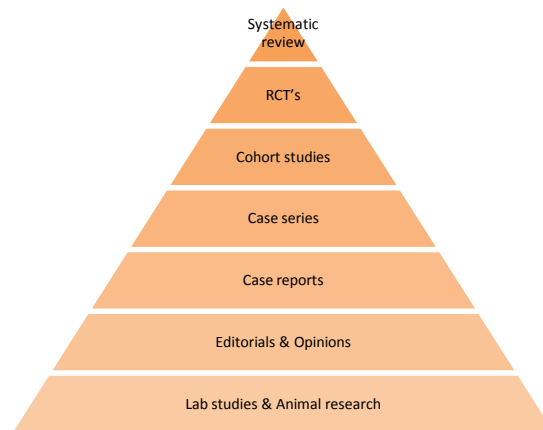 Systematic
review
RCT's
Cohort studies
Case series
Case reports
Editorials & Opinions
Lab studies & Animal research